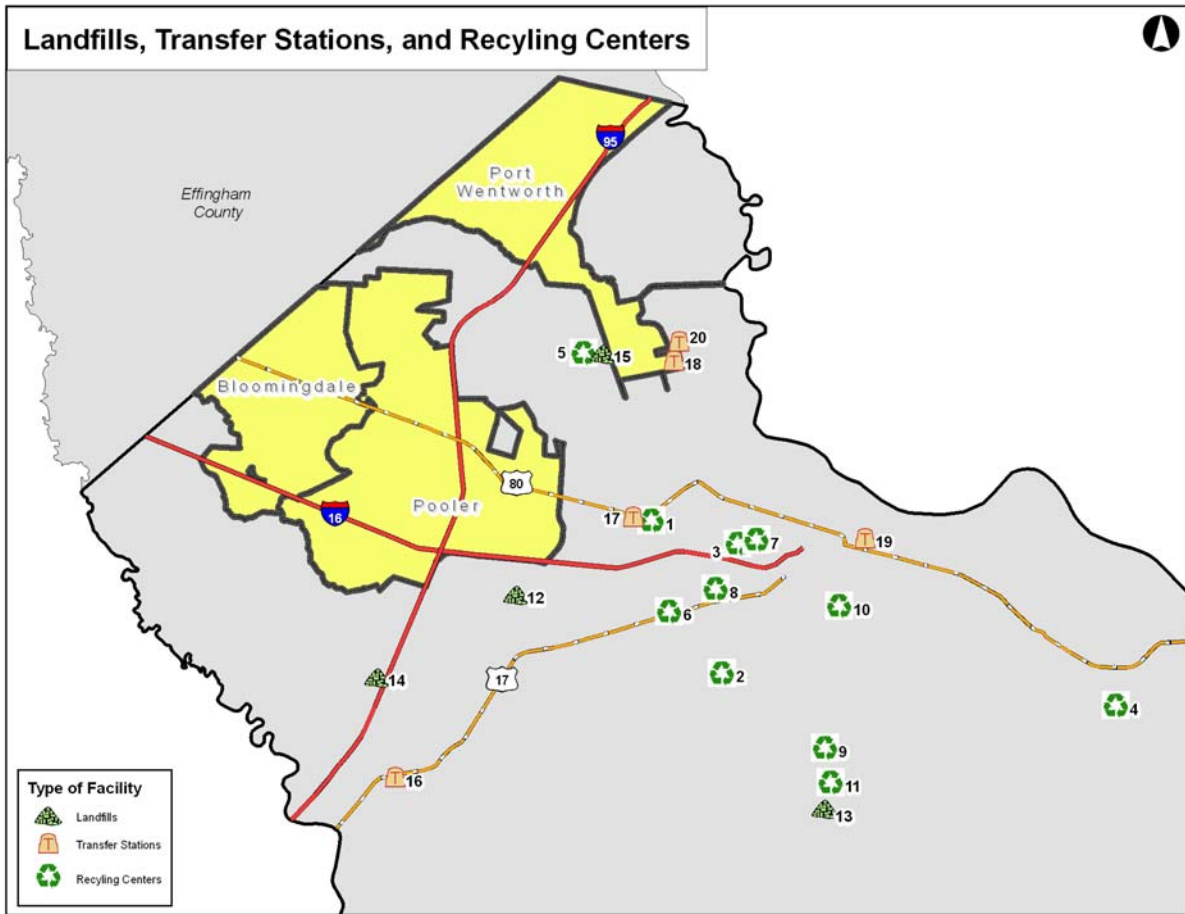 Landfills, Transfer Stations, and Recyling Centers
95
Port
Wentworth
Effingham
County
20
5
15
18
Bloomingdale
80
Pooler
16
17
1
3
7
19
12
8
6
10
14
17
2
4
9
16
11
13
Type of Facility
Landfills
T
Transfer Stations
Recyling Centers